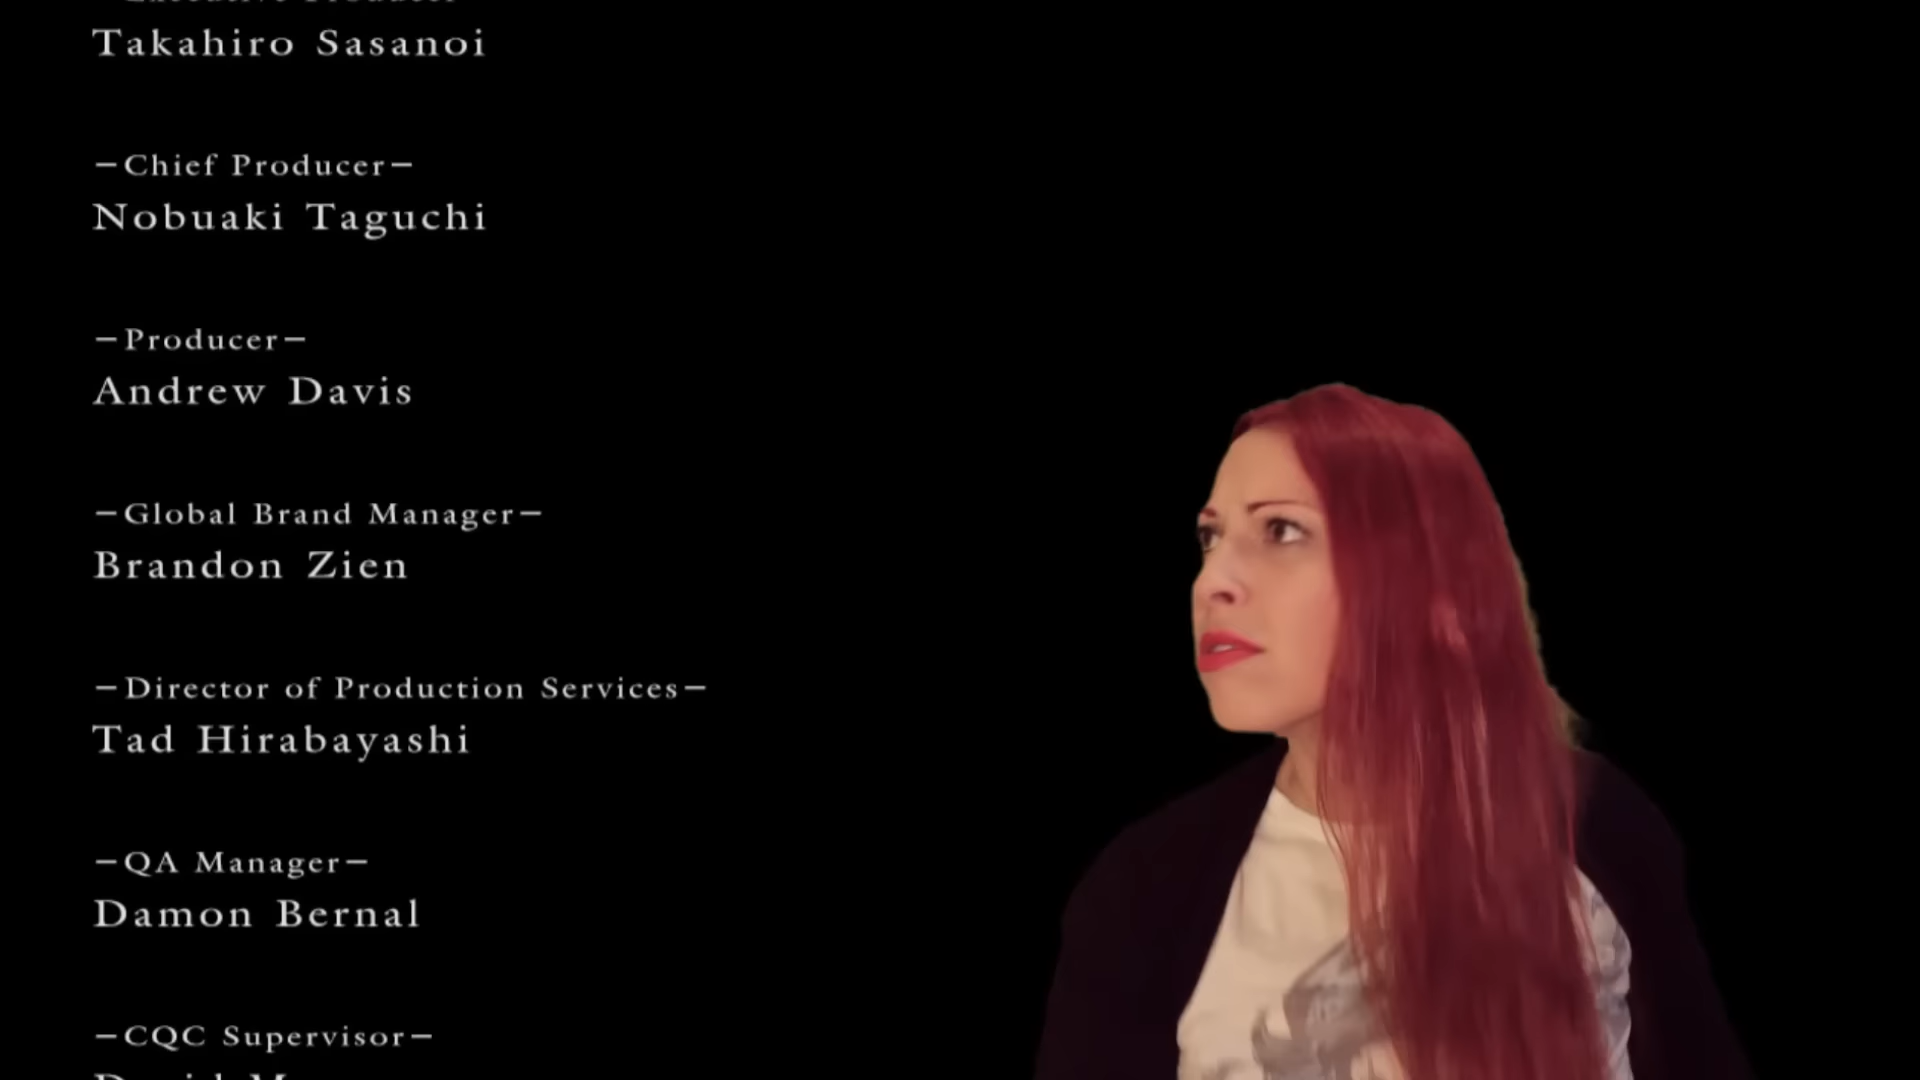 Takahiro Sasanoi
—Chief Producer—
Nobuaki Taguchi
—Producer—
Andrew Davis
—Global Brand Manager—
Brandon Zien
—Director of Production Services—
Tad Hirabayashi
—QA Manager—
Damon Bernal
—CQC Supervisor—